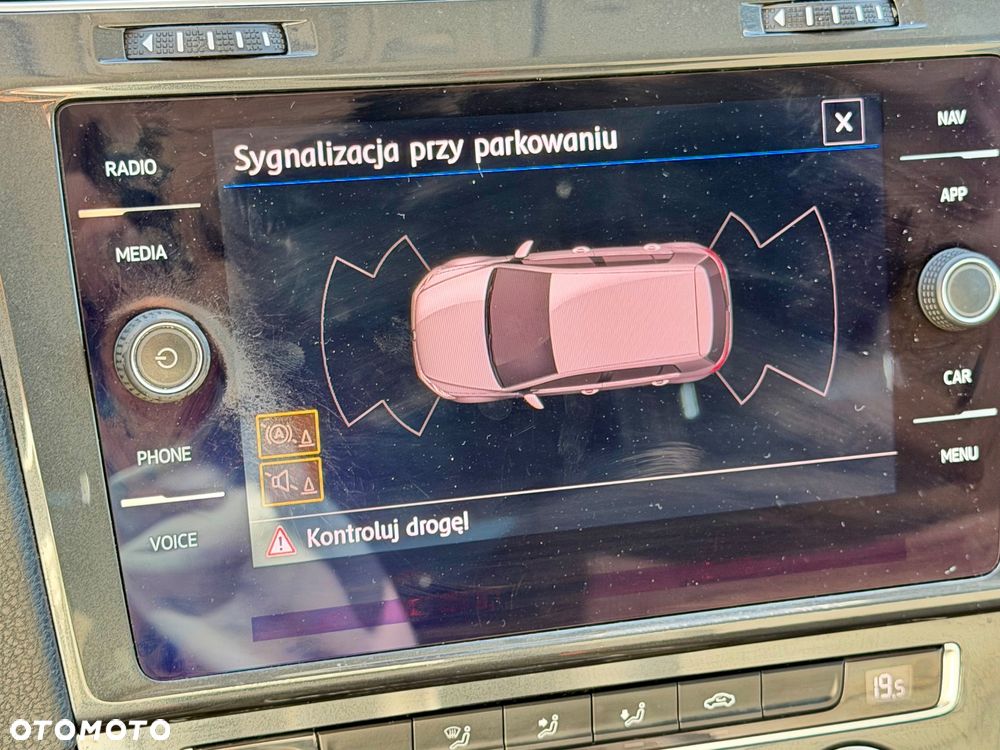 Sygnalizacja przy parkowaniu
X
RADIO
MEDIA
PHONE
VOICE
NAV
APP
CAR
MENU
A
Kontroluj drogę!
19.5
OTOMOTO